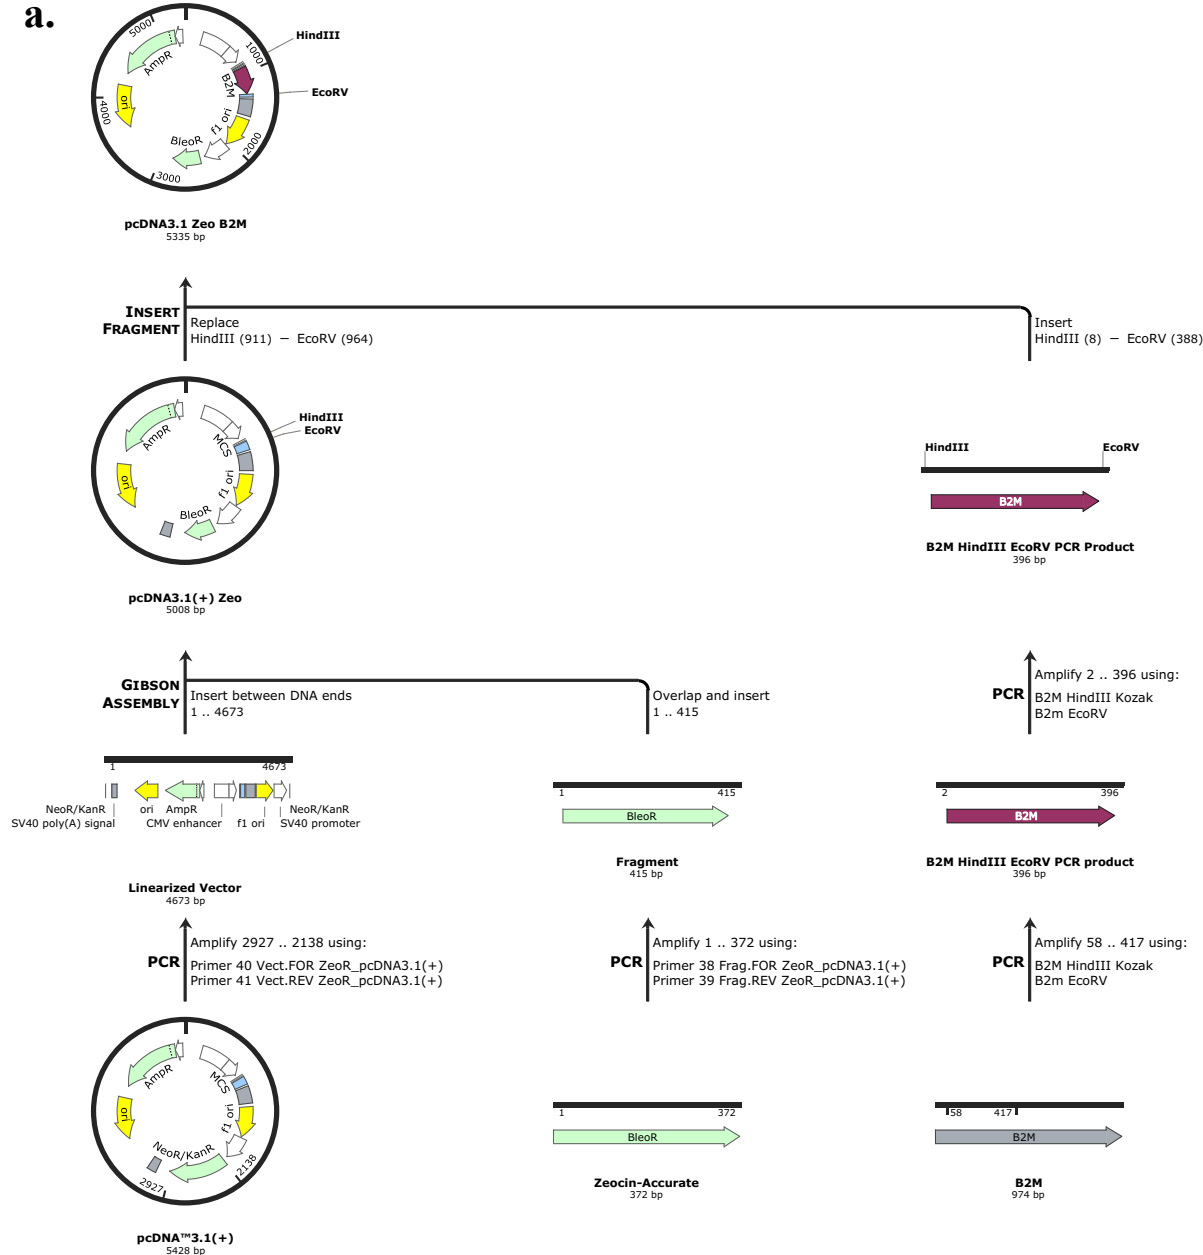 a.
5000
1000
2000
3000
4000
AmpR
B2M
f1 ori
BleoR
ori
HindIII
EcoRV
pcDNA3.1 Zeo B2M
5335 bp
INSERT
FRAGMENT
Replace
HindIII (911) − EcoRV (964)
Insert
HindIII (8) − EcoRV (388)
AmpR
MCS
f1 ori
BleoR
ori
HindIII
EcoRV
pcDNA3.1(+) Zeo
5008 bp
HindIII
EcoRV
B2M
B2M HindIII EcoRV PCR Product
396 bp
GIBSON
ASSEMBLY
Insert between DNA ends
1 .. 4673
Overlap and insert
1 .. 415
PCR
Amplify 2 .. 396 using:
B2M HindIII Kozak
B2m EcoRV
1 4673
NeoR/KanR ori AmpR f1 ori NeoR/KanR
SV40 poly(A) signal CMV enhancer SV40 promoter
Linearized Vector
4673 bp
1 415
BleoR
Fragment
415 bp
2 396
B2M
B2M HindIII EcoRV PCR product
396 bp
PCR
Amplify 2927 .. 2138 using:
Primer 40 Vect.FOR ZeoR_pcDNA3.1(+)
Primer 41 Vect.REV ZeoR_pcDNA3.1(+)
PCR
Amplify 1 .. 372 using:
Primer 38 Frag.FOR ZeoR_pcDNA3.1(+)
Primer 39 Frag.REV ZeoR_pcDNA3.1(+)
PCR
Amplify 58 .. 417 using:
B2M HindIII Kozak
B2m EcoRV
AmpR
MCS
f1 ori
NeoR/KanR
ori
2138
2927
pcDNA™3.1(+)
5428 bp
1 372
BleoR
Zeocin-Accurate
372 bp
58 417
B2M
B2M
974 bp